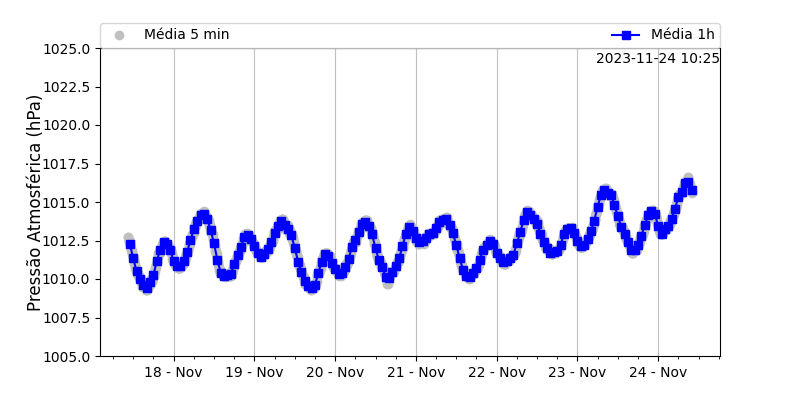 Média 5 min
Média 1h
2023-11-24 10:25
Pressão Atmosférica (hPa)
1025.0
1022.5
1020.0
1017.5
1015.0
1012.5
1010.0
1007.5
1005.0
18 - Nov
19 - Nov
20 - Nov
21 - Nov
22 - Nov
23 - Nov
24 - Nov